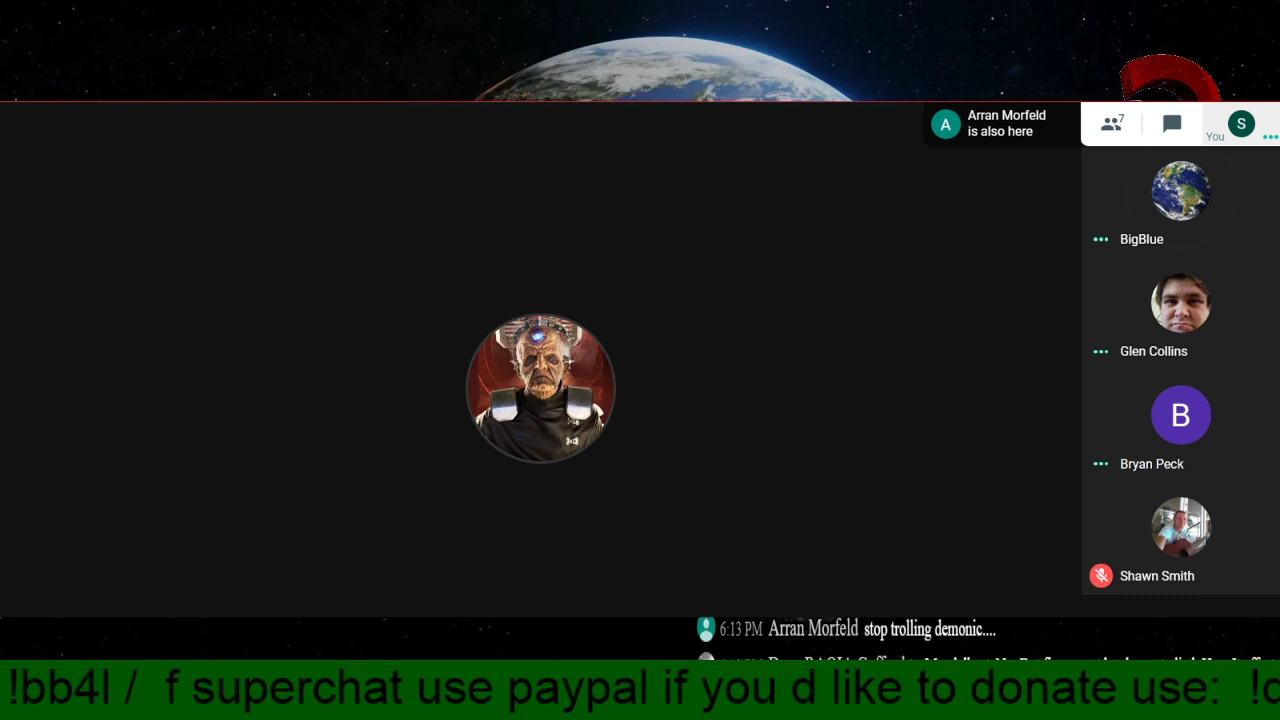 Arran Morfeld
is also here
7
You
S
A
BigBlue
Glen Collins
B
Bryan Peck
Shawn Smith
6:13 PM Arran Morfeld stop trolling demonic....
!bb4l / f superchat use paypal if you d like to donate use: !c